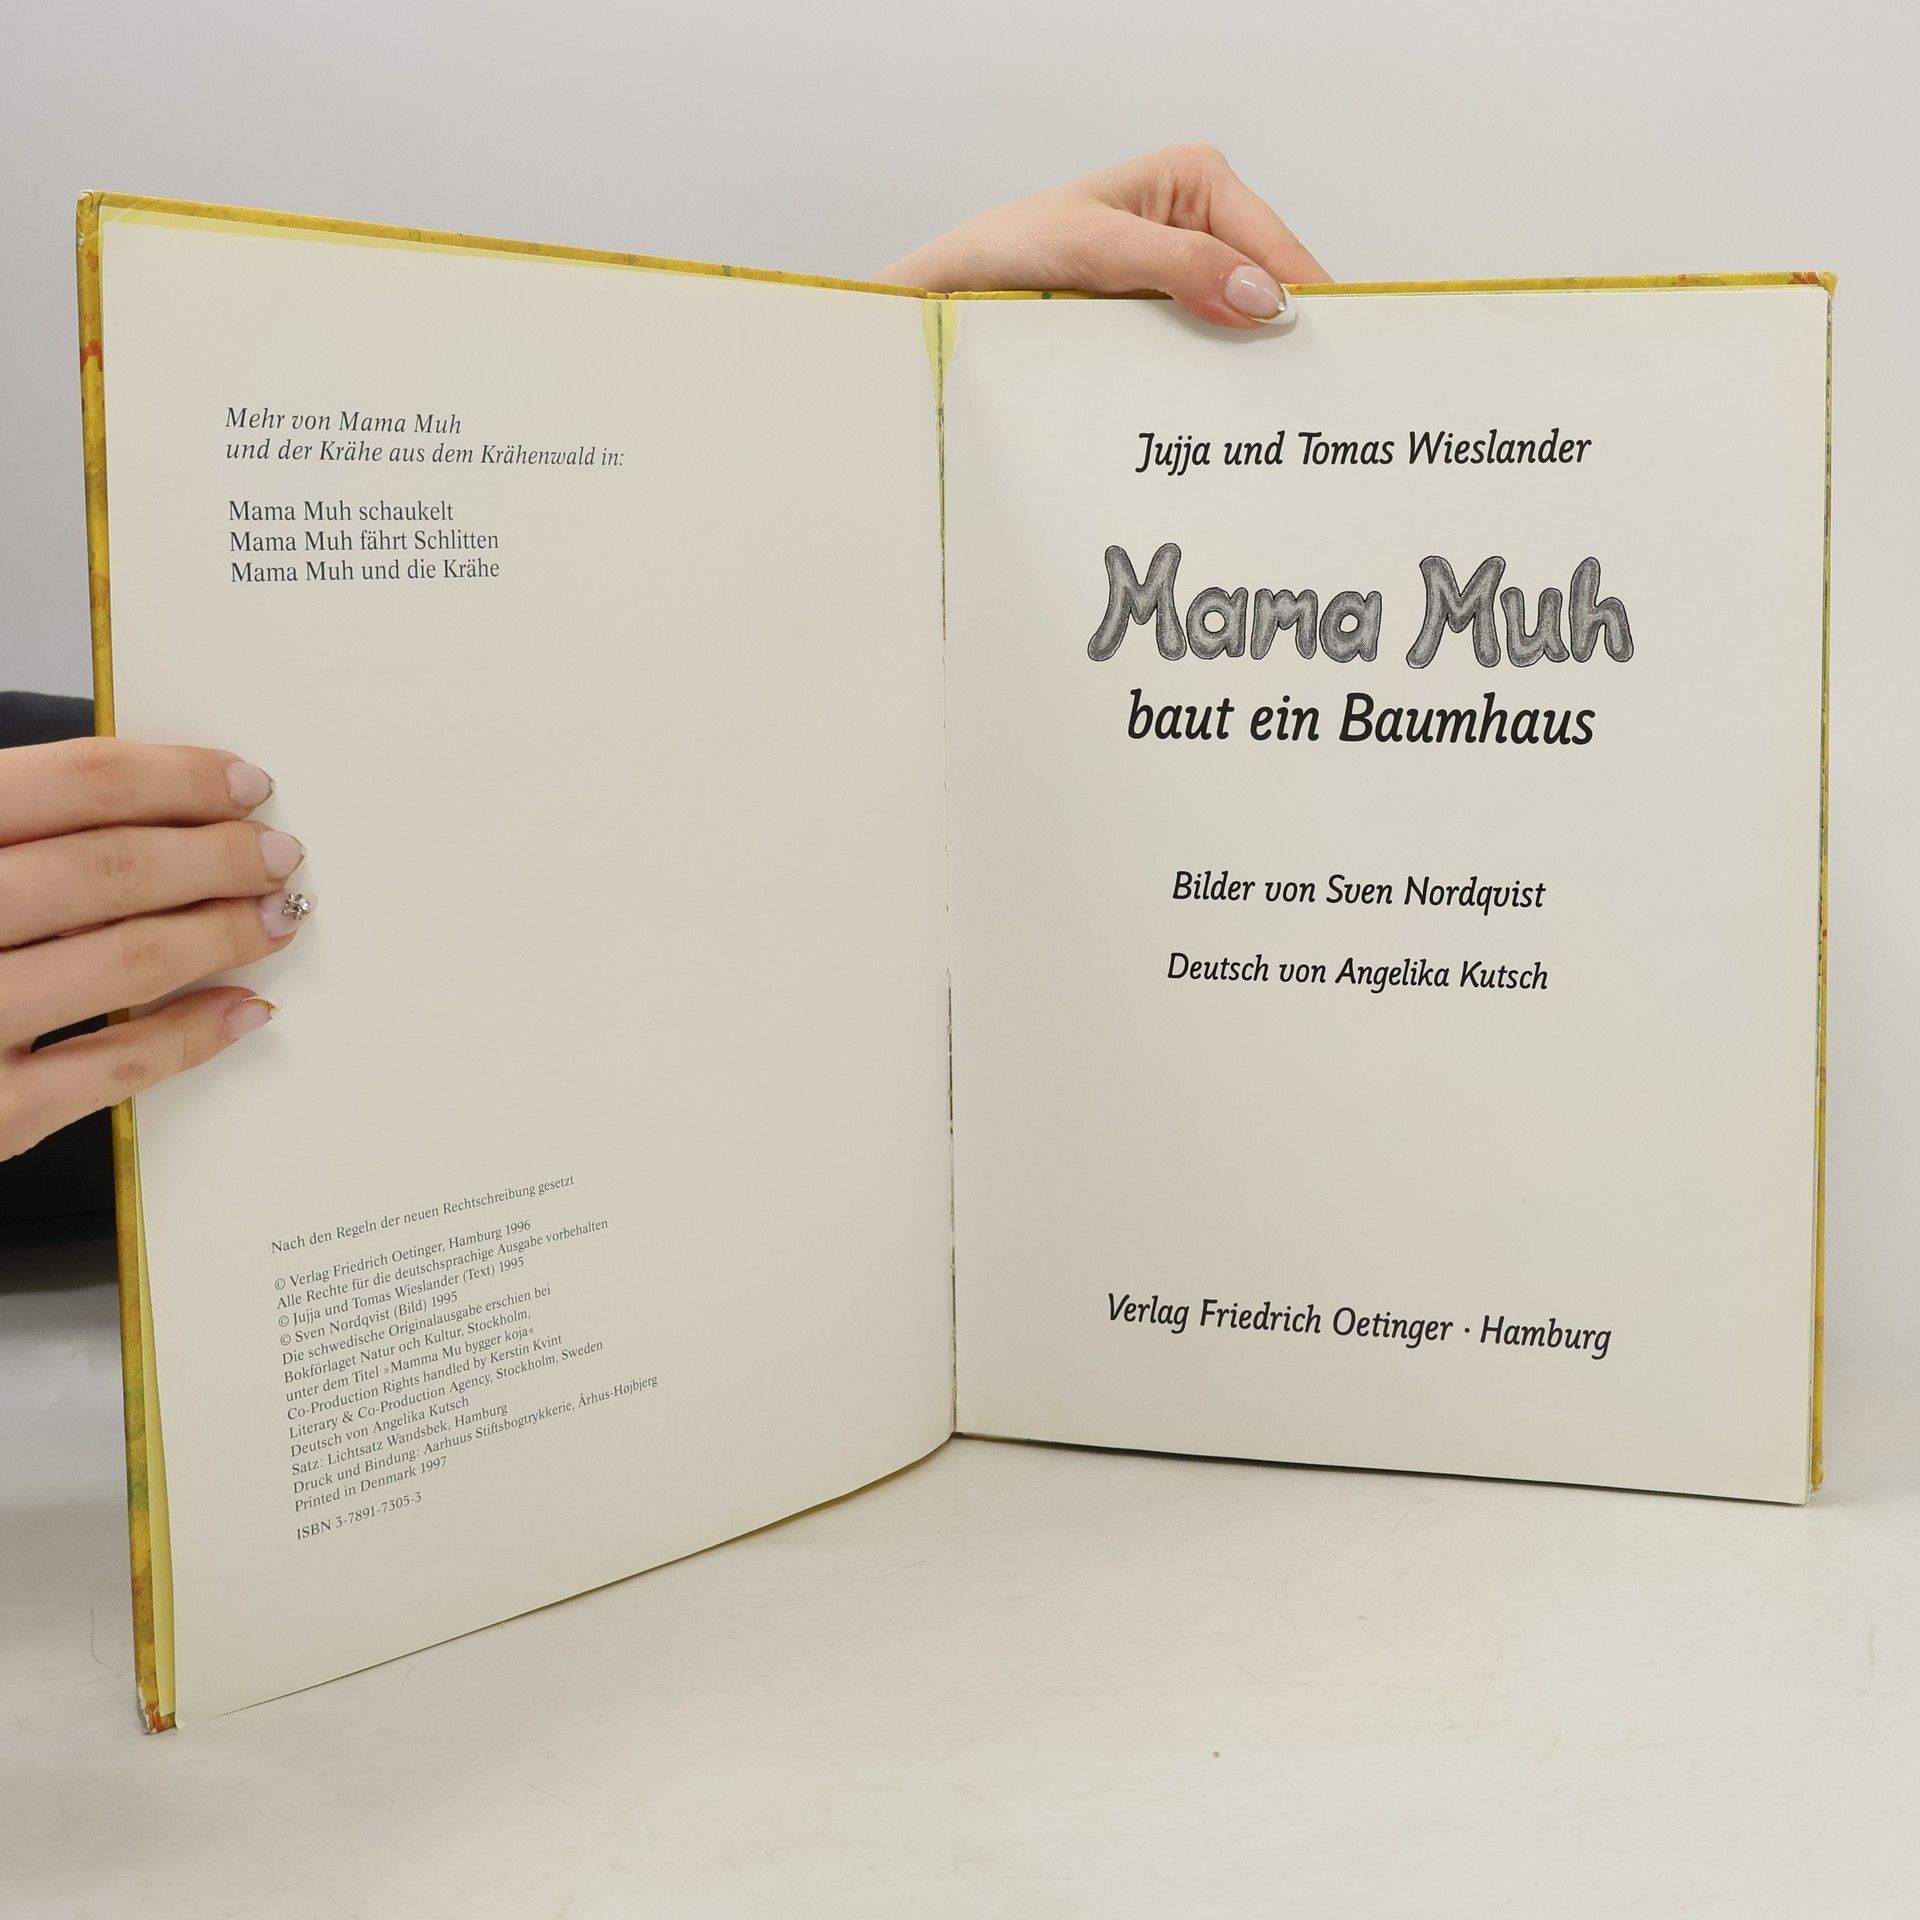 Mehr von Mama Muh
und der Krähe aus dem Krähenwald in:
Mama Muh schaukelt
Mama Muh fährt Schlitten
Mama Muh und die Krähe
Nach den Regeln der neuen Rechtschreibung gesetzt
© Verlag Friedrich Oetinger, Hamburg 1996
Alle Rechte für die deutschsprachige Ausgabe vorbehalten
© Jujja und Tomas Wieslander (Text) 1995
© Sven Nordqvist (Bild) 1995
Die schwedische Originalausgabe erschien bei
Bokförlaget Natur och Kultur, Stockholm,
unter dem Titel »Mamma Mu bygger koja«
Co-Production Rights handled by Kerstin Kvint
Literary & Co-Production Agency, Stockholm, Sweden
Deutsch von Angelika Kutsch
Satz: Lichtsatz Wandsbek, Hamburg
Druck und Bindung: Aarhuus Stiftsbogtrykkerie, Århus-Højbjerg
Printed in Denmark 1997
ISBN 3-7891-7305-3
Jujja und Tomas Wieslander
Mama Muh
baut ein Baumhaus
Bilder von Sven Nordqvist
Deutsch von Angelika Kutsch
Verlag Friedrich Oetinger · Hamburg